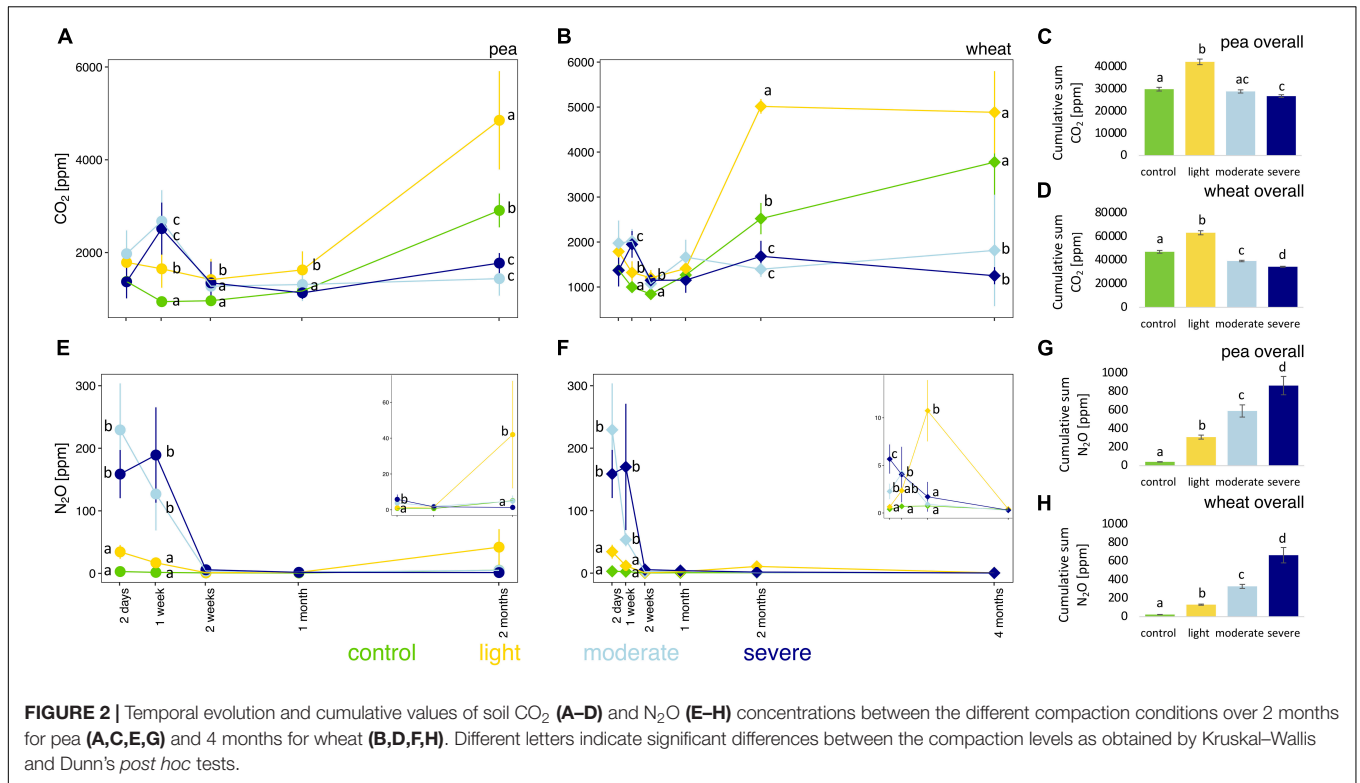 A
pea
CO₂ [ppm]
6000
4000
2000
a
b
c
c
c
c
b
a
b
a
b
a
B
wheat
6000
5000
4000
3000
2000
1000
a
a
b
c
b
b
c
b
a
b
a
C
pea overall
Cumulative sum
CO₂ [ppm]
40000
30000
20000
10000
0
a
b
ac
c
control light moderate severe
D
wheat overall
Cumulative sum
CO₂ [ppm]
80000
60000
40000
20000
0
a
b
c
d
control light moderate severe
E
N₂O [ppm]
300
200
100
0
b
b
b
b
a
a
a
a
60
40
20
0
b
a
b
a
2 days
1 week
2 weeks
1 month
2 months
F
300
200
100
0
b
b
b
b
a
a
a
a
10
5
0
c
b
b
b
ab
a
a
a
a
2 days
1 week
2 weeks
1 month
2 months
4 months
G
pea overall
Cumulative sum
N₂O [ppm]
1000
800
600
400
200
0
a
b
c
d
control light moderate severe
H
wheat overall
Cumulative sum
N₂O [ppm]
1000
800
600
400
200
0
a
b
c
d
control light moderate severe
control light moderate severe
FIGURE 2 | Temporal evolution and cumulative values of soil CO₂ (A–D) and N₂O (E–H) concentrations between the different compaction conditions over 2 months
for pea (A,C,E,G) and 4 months for wheat (B,D,F,H). Different letters indicate significant differences between the compaction levels as obtained by Kruskal–Wallis
and Dunn's post hoc tests.